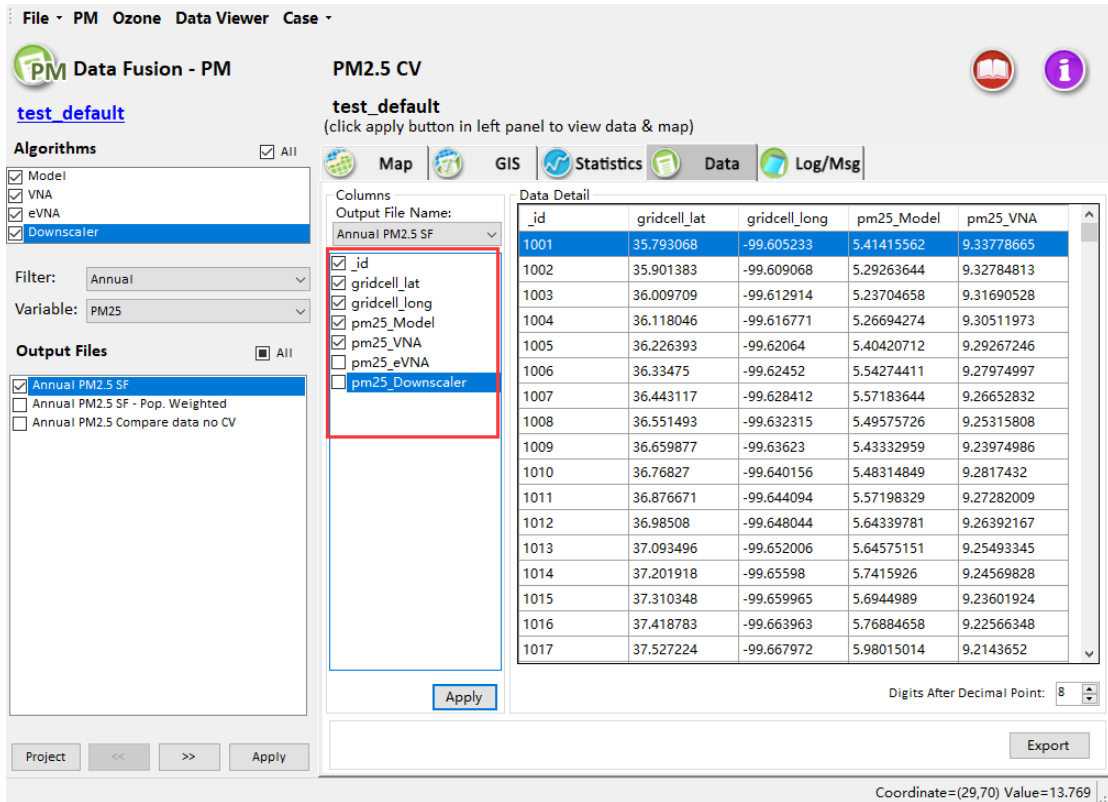 File PM Ozone Data Viewer Case
PM Data Fusion - PM
PM2.5 CV
test_default
test_default
(click apply button in left panel to view data & map)
Algorithms All
Model
VNA
eVNA
Downscaler
Filter: Annual
Variable: PM25
Output Files All
Annual PM2.5 SF
Annual PM2.5 SF - Pop. Weighted
Annual PM2.5 Compare data no CV
Project << >> Apply
Map GIS Statistics Data Log/Msg
Columns
Output File Name:
Annual PM2.5 SF
_id
gridcell_lat
gridcell_long
pm25_Model
pm25_VNA
pm25_eVNA
pm25_Downscaler
Apply
Data Detail
_id gridcell_lat gridcell_long pm25_Model pm25_VNA
1001 35.793068 -99.605233 5.41415562 9.33778665
1002 35.901383 -99.609068 5.29263644 9.32784813
1003 36.009709 -99.612914 5.23704658 9.31690528
1004 36.118046 -99.616771 5.26694274 9.30511973
1005 36.226393 -99.62064 5.40420712 9.29267246
1006 36.33475 -99.62452 5.54274411 9.27974997
1007 36.443117 -99.628412 5.57183644 9.26652832
1008 36.551493 -99.632315 5.49575726 9.25315808
1009 36.659877 -99.63623 5.43332959 9.23974986
1010 36.76827 -99.640156 5.48314849 9.2817432
1011 36.876671 -99.644094 5.57198329 9.27282009
1012 36.98508 -99.648044 5.64339781 9.26392167
1013 37.093496 -99.652006 5.64575151 9.25493345
1014 37.201918 -99.65598 5.7415926 9.24569828
1015 37.310348 -99.659965 5.6944989 9.23601924
1016 37.418783 -99.663963 5.76884658 9.22566348
1017 37.527224 -99.667972 5.98015014 9.2143652
Digits After Decimal Point: 8
Export
Coordinate=(29,70) Value=13.769